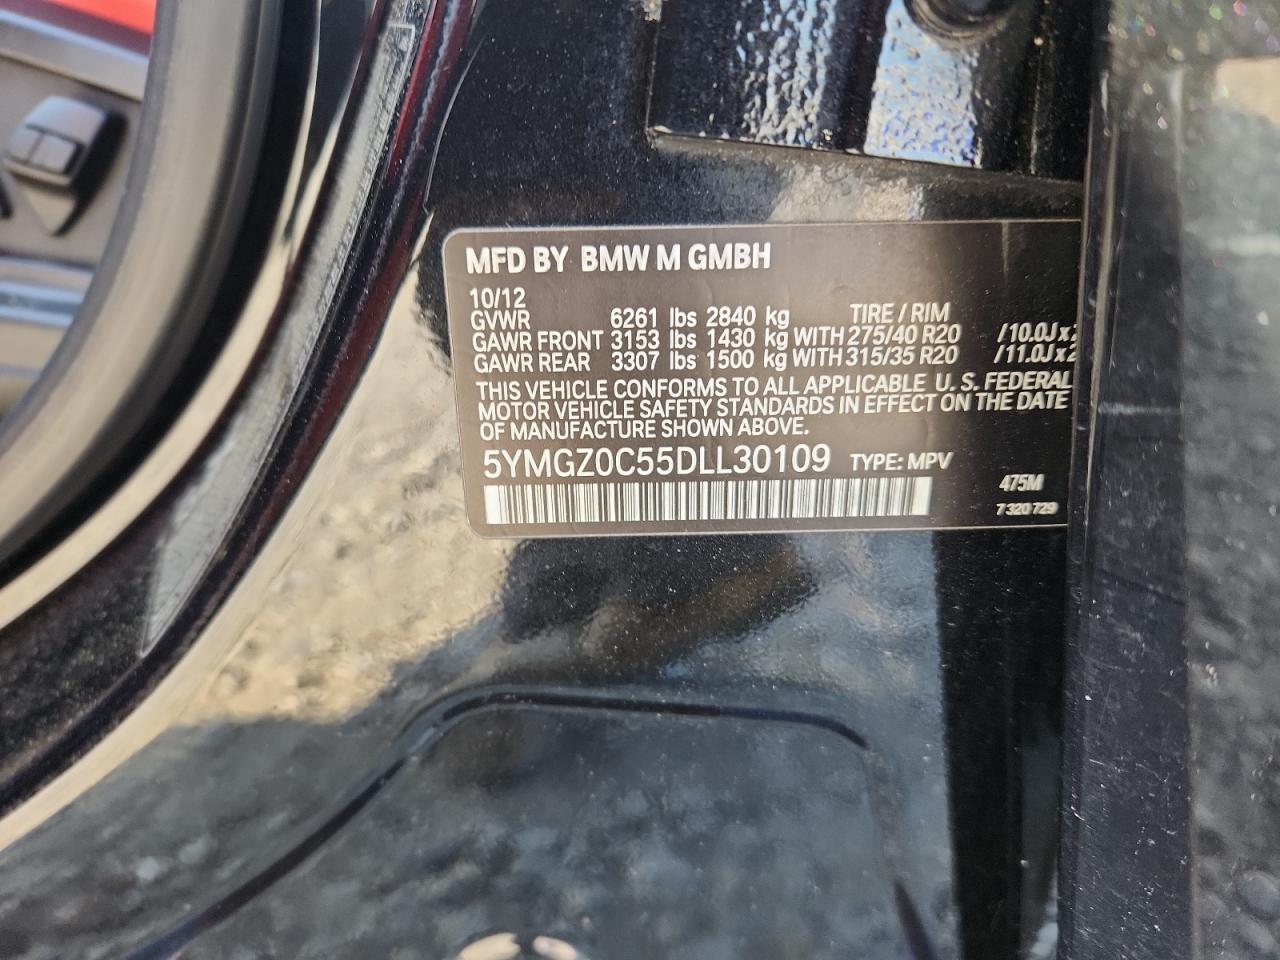 MFD BY BMW M GMBH
10/12
GVWR 6261 lbs 2840 kg TIRE / RIM
GAWR FRONT 3153 lbs 1430 kg WITH 275/40 R20 /10.0Jx
GAWR REAR 3307 lbs 1500 kg WITH 315/35 R20 /11.0Jx2
THIS VEHICLE CONFORMS TO ALL APPLICABLE U.S. FEDERAL
MOTOR VEHICLE SAFETY STANDARDS IN EFFECT ON THE DATE
OF MANUFACTURE SHOWN ABOVE.
5YMGZ0C55DLL30109 TYPE: MPV
475M
7 320 729